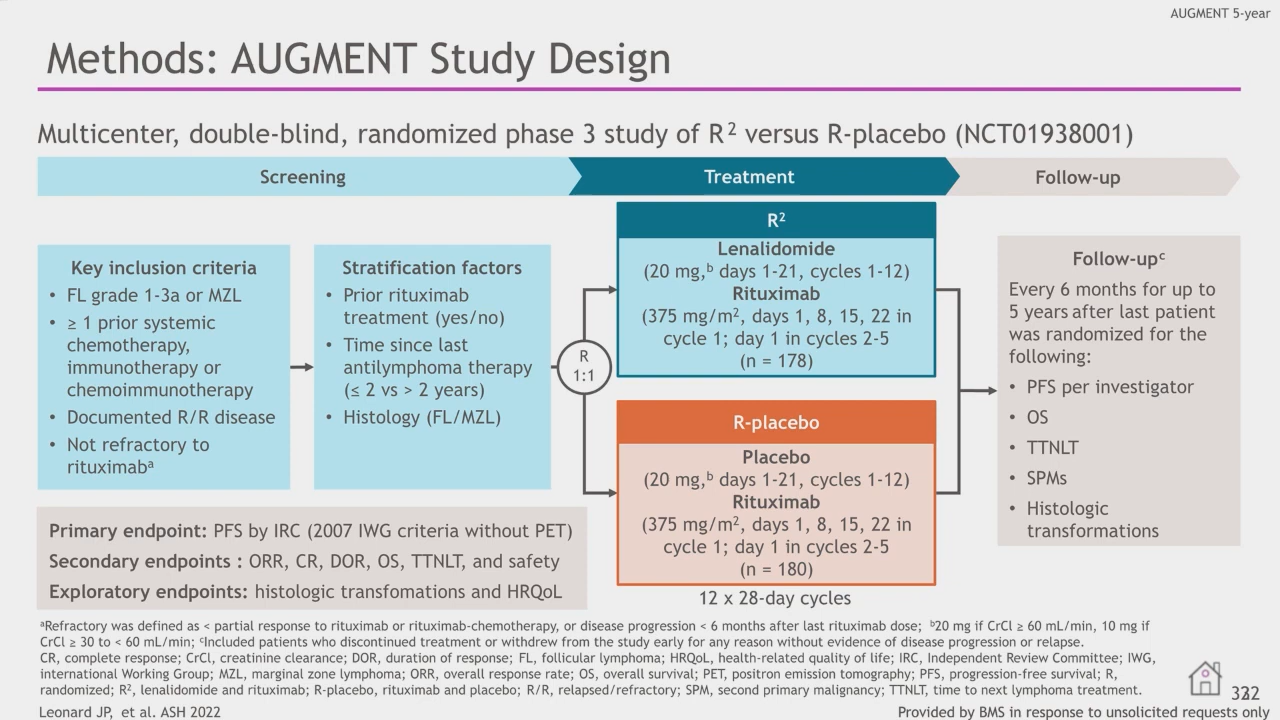 AUGMENT 5-year
Methods: AUGMENT Study Design
Multicenter, double-blind, randomized phase 3 study of R² versus R-placebo (NCT01938001)
Screening
Treatment
Follow-up
Key inclusion criteria
• FL grade 1-3a or MZL
• ≥ 1 prior systemic
chemotherapy,
immunotherapy or
chemoimmunotherapy
• Documented R/R disease
• Not refractory to
rituximabᵃ
Stratification factors
• Prior rituximab
treatment (yes/no)
• Time since last
antilymphoma therapy
(≤ 2 vs > 2 years)
• Histology (FL/MZL)
R
1:1
R²
Lenalidomide
(20 mg,ᵇ days 1-21, cycles 1-12)
Rituximab
(375 mg/m², days 1, 8, 15, 22 in
cycle 1; day 1 in cycles 2-5
(n = 178)
R-placebo
Placebo
(20 mg,ᵇ days 1-21, cycles 1-12)
Rituximab
(375 mg/m², days 1, 8, 15, 22 in
cycle 1; day 1 in cycles 2-5
(n = 180)
12 x 28-day cycles
Follow-upᶜ
Every 6 months for up to
5 years after last patient
was randomized for the
following:
• PFS per investigator
• OS
• TTNLT
• SPMs
• Histologic
transformations
Primary endpoint: PFS by IRC (2007 IWG criteria without PET)
Secondary endpoints : ORR, CR, DOR, OS, TTNLT, and safety
Exploratory endpoints: histologic transfomations and HRQoL
ᵃRefractory was defined as < partial response to rituximab or rituximab-chemotherapy, or disease progression < 6 months after last rituximab dose; ᵇ20 mg if CrCl ≥ 60 mL/min, 10 mg if
CrCl ≥ 30 to < 60 mL/min; ᶜIncluded patients who discontinued treatment or withdrew from the study early for any reason without evidence of disease progression or relapse.
CR, complete response; CrCl, creatinine clearance; DOR, duration of response; FL, follicular lymphoma; HRQoL, health-related quality of life; IRC, Independent Review Committee; IWG,
international Working Group; MZL, marginal zone lymphoma; ORR, overall response rate; OS, overall survival; PET, positron emission tomography; PFS, progression-free survival; R,
randomized; R², lenalidomide and rituximab; R-placebo, rituximab and placebo; R/R, relapsed/refractory; SPM, second primary malignancy; TTNLT, time to next lymphoma treatment.
Leonard JP, et al. ASH 2022
Provided by BMS in response to unsolicited requests only